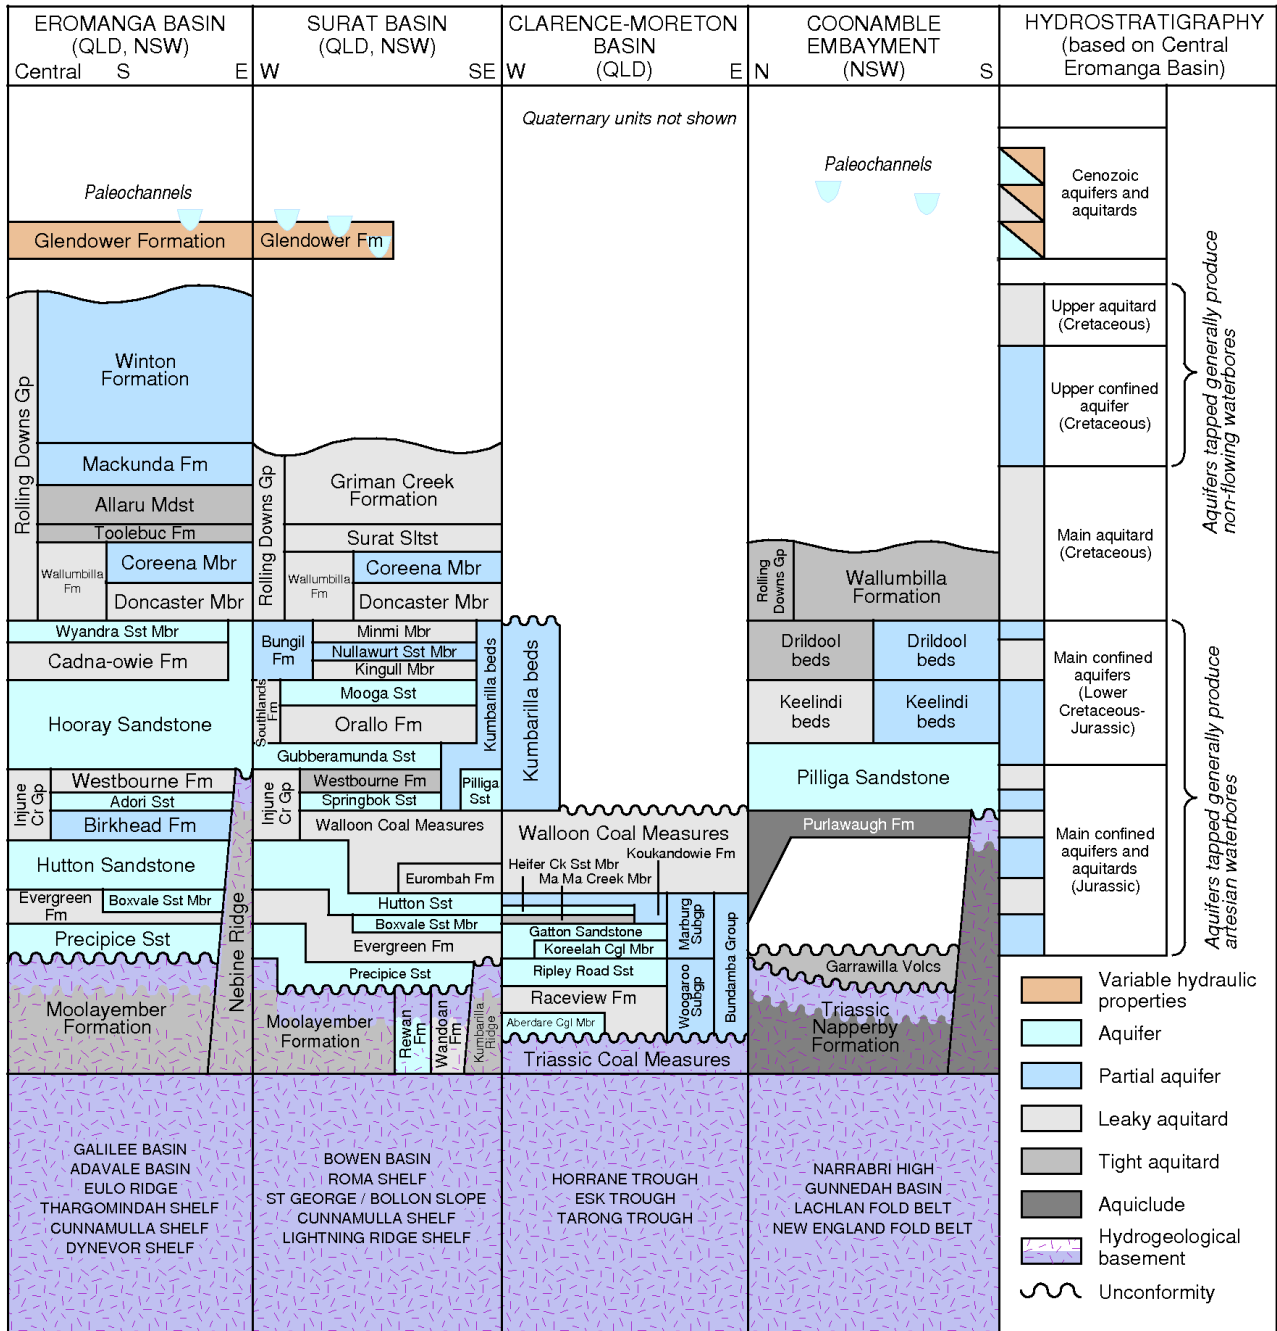 EROMANGA BASIN
(QLD, NSW)
Central S E
SURAT BASIN
(QLD, NSW)
W SE
CLARENCE-MORETON
BASIN
(QLD)
W E
COONAMBLE
EMBAYMENT
(NSW)
N S
HYDROSTRATIGRAPHY
(based on Central
Eromanga Basin)
Paleochannels
Glendower Formation
Rolling Downs Gp
Winton
Formation
Mackunda Fm
Allaru Mdst
Toolebuc Fm
Wallumbilla
Fm
Coreena Mbr
Doncaster Mbr
Wyandra Sst Mbr
Cadna-owie Fm
Hooray Sandstone
Injune
Cr Gp
Westbourne Fm
Adori Sst
Birkhead Fm
Hutton Sandstone
Evergreen
Fm
Boxvale Sst Mbr
Precipice Sst
Nebine Ridge
Moolayember
Formation
GALILEE BASIN
ADAVALE BASIN
EULO RIDGE
THARGOMINDAH SHELF
CUNNAMULLA SHELF
DYNEVOR SHELF
Glendower Fm
Rolling Downs Gp
Griman Creek
Formation
Surat Sltst
Wallumbilla
Fm
Coreena Mbr
Doncaster Mbr
Bungil
Fm
Minmi Mbr
Nullawurt Sst Mbr
Kingull Mbr
Southlands
Fm
Mooga Sst
Orallo Fm
Gubberamunda Sst
Kumbarilla beds
Injune
Cr Gp
Westbourne Fm
Springbok Sst
Pilliga
Sst
Walloon Coal Measures
Eurombah Fm
Hutton Sst
Boxvale Sst Mbr
Evergreen Fm
Precipice Sst
Moolayember
Formation
Rewan
Fm
Wandoan
Fm
Kumbarilla
Ridge
BOWEN BASIN
ROMA SHELF
ST GEORGE / BOLLON SLOPE
CUNNAMULLA SHELF
LIGHTNING RIDGE SHELF
Quaternary units not shown
Kumbarilla beds
Walloon Coal Measures
Koukandowie Fm
Heifer Ck Sst Mbr
Ma Ma Creek Mbr
Gatton Sandstone
Koreelah Cgl Mbr
Ripley Road Sst
Raceview Fm
Aberdare Cgl Mbr
Marburg
Subgp
Woogaroo
Subgp
Bundamba Group
Triassic Coal Measures
HORRANE TROUGH
ESK TROUGH
TARONG TROUGH
Paleochannels
Rolling
Downs Gp
Wallumbilla
Formation
Drildool
beds
Drildool
beds
Keelindi
beds
Keelindi
beds
Pilliga Sandstone
Purlawaugh Fm
Garrawilla Volcs
Triassic
Napperby
Formation
NARRABRI HIGH
GUNNEDAH BASIN
LACHLAN FOLD BELT
NEW ENGLAND FOLD BELT
Cenozoic
aquifers and
aquitards
Upper aquitard
(Cretaceous)
Upper confined
aquifer
(Cretaceous)
Main aquitard
(Cretaceous)
Main confined
aquifers
(Lower
Cretaceous-
Jurassic)
Main confined
aquifers and
aquitards
(Jurassic)
Aquifers tapped generally produce
non-flowing waterbores
Aquifers tapped generally produce
artesian waterbores
Variable hydraulic
properties
Aquifer
Partial aquifer
Leaky aquitard
Tight aquitard
Aquiclude
Hydrogeological
basement
Unconformity